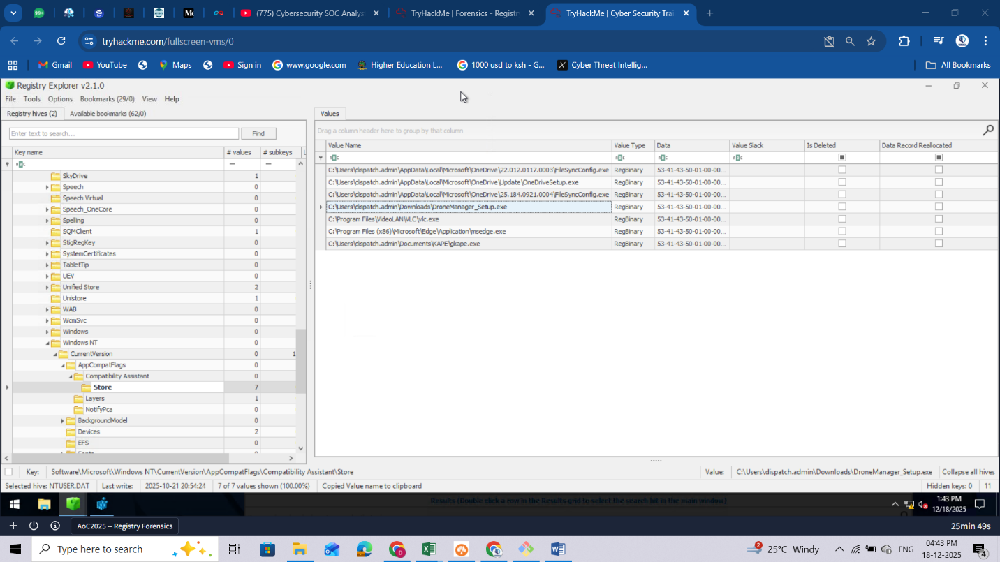 99+
(775) Cybersecurity SOC Analys
TryHackMe | Forensics - Registry
TryHackMe | Cyber Security Trai
tryhackme.com/fullscreen-vms/0
Gmail YouTube Maps Sign in www.google.com Higher Education L... 1000 usd to ksh - G... Cyber Threat Intellig... All Bookmarks
Registry Explorer v2.1.0
File Tools Options Bookmarks (29/0) View Help
Registry hives (2) Available bookmarks (62/0)
Enter text to search... Find
Key name # values # subkeys L
SkyDrive 1
Speech 0
Speech Virtual 0
Speech_OneCore 0
Spelling 0
SQMClient 1
StigRegKey 0
SystemCertificates 0
TabletTip 0
UEV 0
Unified Store 2
Unistore 1
WAB 0
WcmSvc 0
Windows 0
Windows NT 0
CurrentVersion 0 1
AppCompatFlags 0
Compatibility Assistant 0
Store 7
Layers 1
NotifyPca 0
BackgroundModel 0
Devices 2
EFS 0
Values
Drag a column header here to group by that column
Value Name Value Type Data Value Slack Is Deleted Data Record Reallocated
C:\Users\dispatch.admin\AppData\Local\Microsoft\OneDrive\22.012.0117.0003\FileSyncConfig.exe RegBinary 53-41-43-50-01-00-00...
C:\Users\dispatch.admin\AppData\Local\Microsoft\OneDrive\Update\OneDriveSetup.exe RegBinary 53-41-43-50-01-00-00...
C:\Users\dispatch.admin\AppData\Local\Microsoft\OneDrive\25.184.0921.0004\FileSyncConfig.exe RegBinary 53-41-43-50-01-00-00...
C:\Users\dispatch.admin\Downloads\DroneManager_Setup.exe RegBinary 53-41-43-50-01-00-00...
C:\Program Files\VideoLAN\VLC\vlc.exe RegBinary 53-41-43-50-01-00-00...
C:\Program Files (x86)\Microsoft\Edge\Application\msedge.exe RegBinary 53-41-43-50-01-00-00...
C:\Users\dispatch.admin\Documents\KAPE\gkape.exe RegBinary 53-41-43-50-01-00-00...
Key: Software\Microsoft\Windows NT\CurrentVersion\AppCompatFlags\Compatibility Assistant\Store
Value: C:\Users\dispatch.admin\Downloads\DroneManager_Setup.exe Collapse all hives
Selected hive: NTUSER.DAT Last write: 2025-10-21 20:54:24 7 of 7 values shown (100.00%) Copied Value name to clipboard Hidden keys: 0 11
Results (Double click a row in the Results grid to select the search hit in the main window)
1:43 PM
12/18/2025
AoC2025 -- Registry Forensics
25min 49s
Type here to search
2
25°C Windy
ENG
04:43 PM
18-12-2025
4